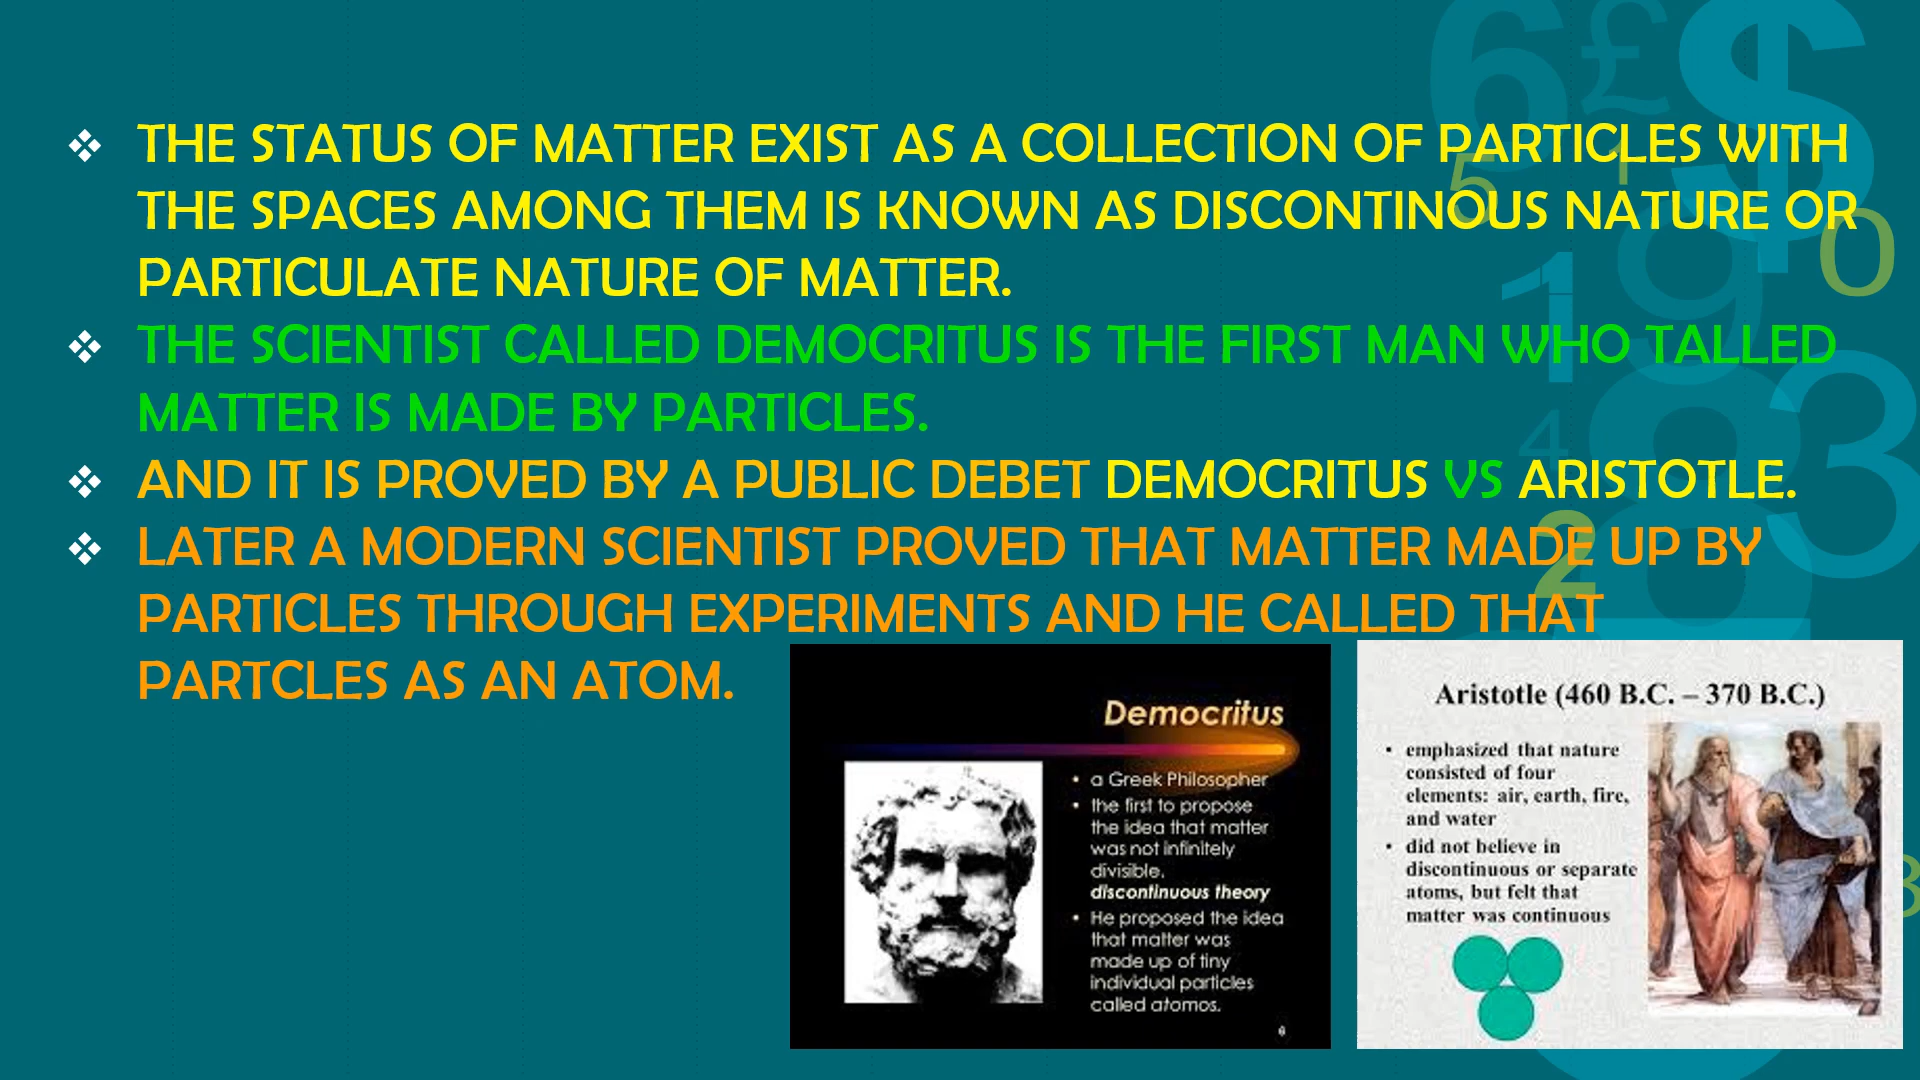 ❖ THE STATUS OF MATTER EXIST AS A COLLECTION OF PARTICLES WITH
THE SPACES AMONG THEM IS KNOWN AS DISCONTINOUS NATURE OR
PARTICULATE NATURE OF MATTER.
❖ THE SCIENTIST CALLED DEMOCRITUS IS THE FIRST MAN WHO TALLED
MATTER IS MADE BY PARTICLES.
❖ AND IT IS PROVED BY A PUBLIC DEBET DEMOCRITUS VS ARISTOTLE.
❖ LATER A MODERN SCIENTIST PROVED THAT MATTER MADE UP BY
PARTICLES THROUGH EXPERIMENTS AND HE CALLED THAT
PARTCLES AS AN ATOM.
Democritus
• a Greek Philosopher
• the first to propose
the idea that matter
was not infinitely
divisible.
discontinuous theory
• He proposed the idea
that matter was
made up of tiny
individual particles
called atomos.
6
Aristotle (460 B.C. – 370 B.C.)
• emphasized that nature
consisted of four
elements: air, earth, fire,
and water
• did not believe in
discontinuous or separate
atoms, but felt that
matter was continuous